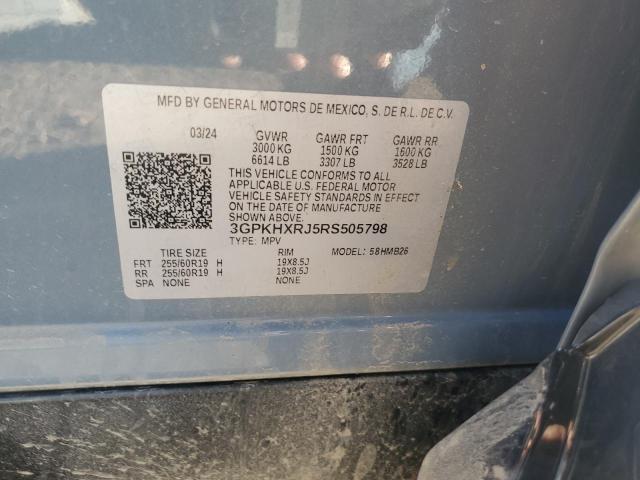 MFD BY GENERAL MOTORS DE MEXICO, S. DE R.L. DE C.V.
03/24 GVWR GAWR FRT GAWR RR
3000 KG 1500 KG 1600 KG
6614 LB 3307 LB 3528 LB
THIS VEHICLE CONFORMS TO ALL
APPLICABLE U.S. FEDERAL MOTOR
VEHICLE SAFETY STANDARDS IN
EFFECT ON THE DATE OF MANUFACTURE
SHOWN ABOVE.
3GPKHXRJ5RS505798
TYPE: MPV MODEL: 58HMB26
TIRE SIZE RIM
FRT 255/60R19 H 19X8.5J
RR 255/60R19 H 19X8.5J
SPA NONE NONE